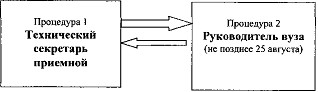 Процедура 1
Технический
секретарь
приемной
Процедура 2
Руководитель вуза
(не позднее 25 августа)